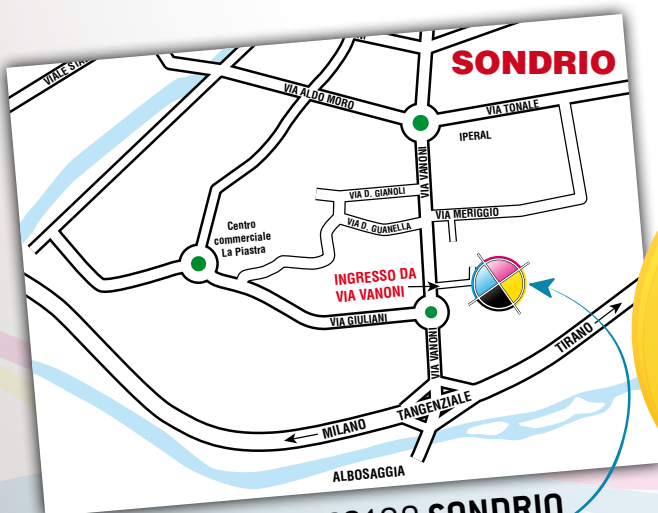 VIALE
SONDRIO
VIA ALDO MORO
VIA TONALE
IPERAL
VIA VANONI
VIA D. GIANOLI
VIA MERIGGIO
VIA D. GUANELLA
Centro
commerciale
La Piastra
INGRESSO DA
VIA VANONI
VIA GIULIANI
VIA VANONI
TIRANO
TANGENZIALE
MILANO
ALBOSAGGIA
SONDRIO